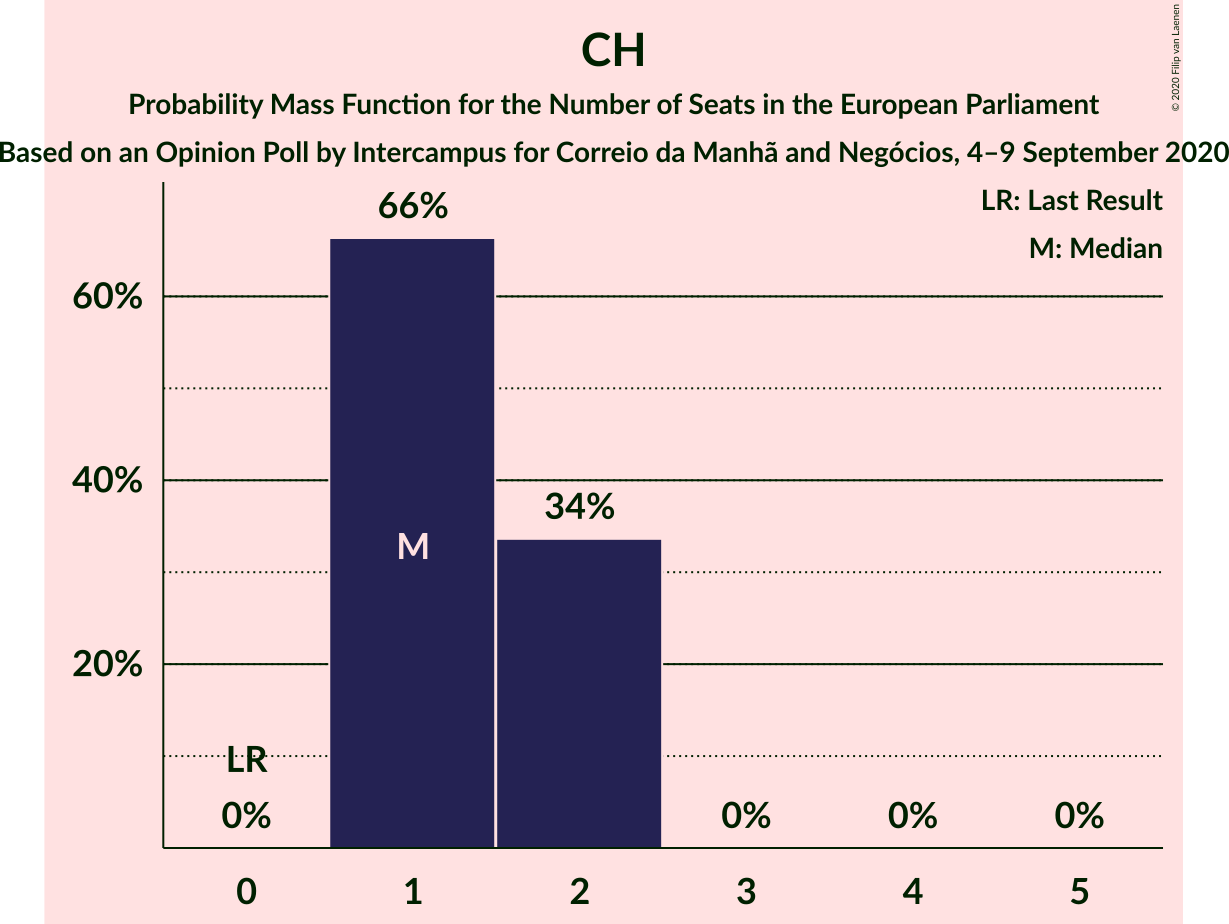 CH
Probability Mass Function for the Number of Seats in the European Parliament
Based on an Opinion Poll by Intercampus for Correio da Manhã and Negócios, 4–9 September 2020
© 2020 Filip van Laenen
LR: Last Result
M: Median
66%
60%
40%
34%
M
20%
LR
0%
0%
0%
0%
0
1
2
3
4
5